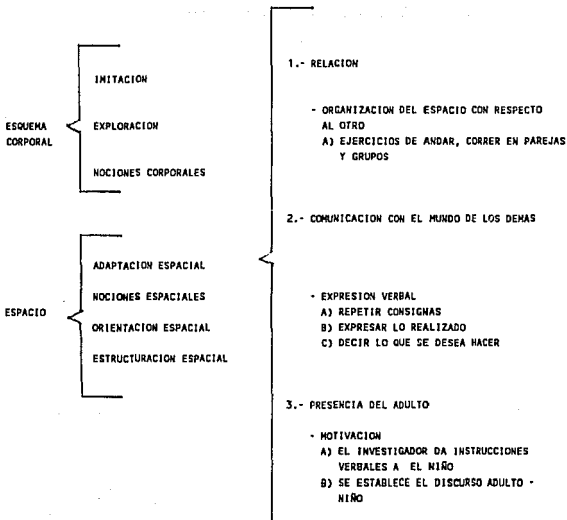 ESQUEMA
CORPORAL
IMITACION
EXPLORACION
NOCIONES CORPORALES
ESPACIO
ADAPTACION ESPACIAL
NOCIONES ESPACIALES
ORIENTACION ESPACIAL
ESTRUCTURACION ESPACIAL
1.- RELACION
- ORGANIZACION DEL ESPACIO CON RESPECTO
AL OTRO
A) EJERCICIOS DE ANDAR, CORRER EN PAREJAS
Y GRUPOS
2.- COMUNICACION CON EL MUNDO DE LOS DEMAS
- EXPRESION VERBAL
A) REPETIR CONSIGNAS
B) EXPRESAR LO REALIZADO
C) DECIR LO QUE SE DESEA HACER
3.- PRESENCIA DEL ADULTO
- MOTIVACION
A) EL INVESTIGADOR DA INSTRUCCIONES
VERBALES A EL NIÑO
B) SE ESTABLECE EL DISCURSO ADULTO -
NIÑO